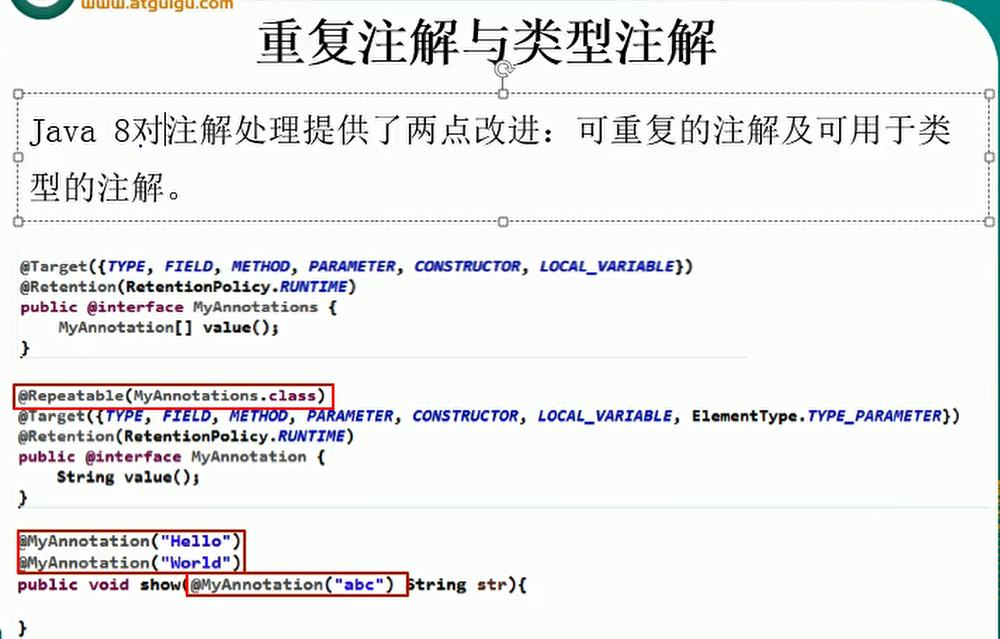 www.atguigu.com
重复注解与类型注解
Java 8对注解处理提供了两点改进：可重复的注解及可用于类
型的注解。
@Target({TYPE, FIELD, METHOD, PARAMETER, CONSTRUCTOR, LOCAL_VARIABLE})
@Retention(RetentionPolicy.RUNTIME)
public @interface MyAnnotations {
MyAnnotation[] value();
}
@Repeatable(MyAnnotations.class)
@Target({TYPE, FIELD, METHOD, PARAMETER, CONSTRUCTOR, LOCAL_VARIABLE, ElementType.TYPE_PARAMETER})
@Retention(RetentionPolicy.RUNTIME)
public @interface MyAnnotation {
String value();
}
@MyAnnotation("Hello")
@MyAnnotation("World")
public void show(@MyAnnotation("abc") String str){
}